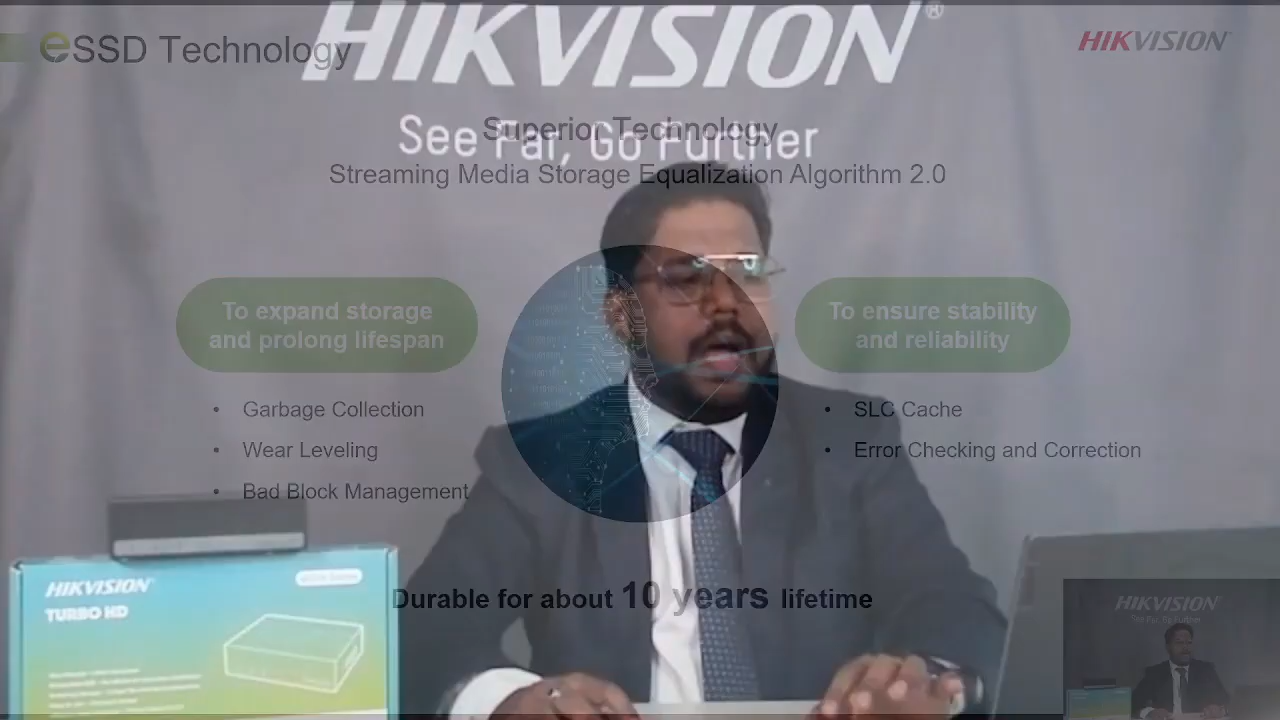 HIKVISION®
eSSD Technology
HIKVISION
See Far, Go Further
Superior Technology
Streaming Media Storage Equalization Algorithm 2.0
To expand storage
and prolong lifespan
To ensure stability
and reliability
• Garbage Collection
• Wear Leveling
• Bad Block Management
• SLC Cache
• Error Checking and Correction
HIKVISION
TURBO HD
Durable for about 10 years lifetime
HIKVISION
See Far, Go Further